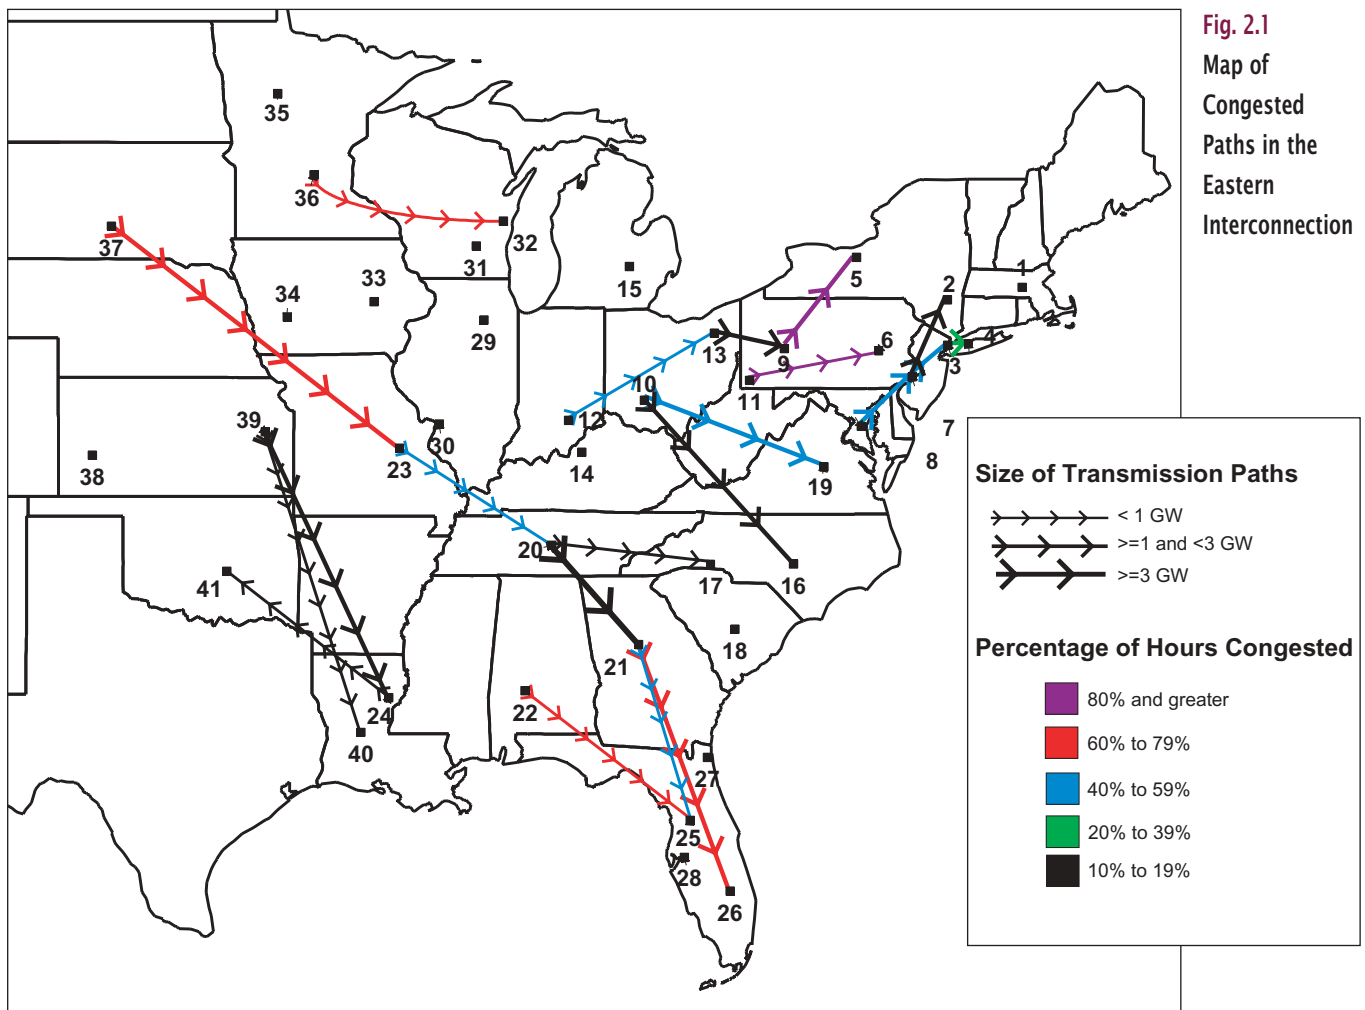 Fig. 2.1
Map of
Congested
Paths in the
Eastern
Interconnection
35
36
37
32
31
33
34
29
15
5
1
2
6
4
3
13
9
11
10
12
14
7
8
39
38
30
23
19
20
17
16
41
18
21
24
22
40
27
25
28
26
Size of Transmission Paths
< 1 GW
>=1 and <3 GW
>=3 GW
Percentage of Hours Congested
80% and greater
60% to 79%
40% to 59%
20% to 39%
10% to 19%